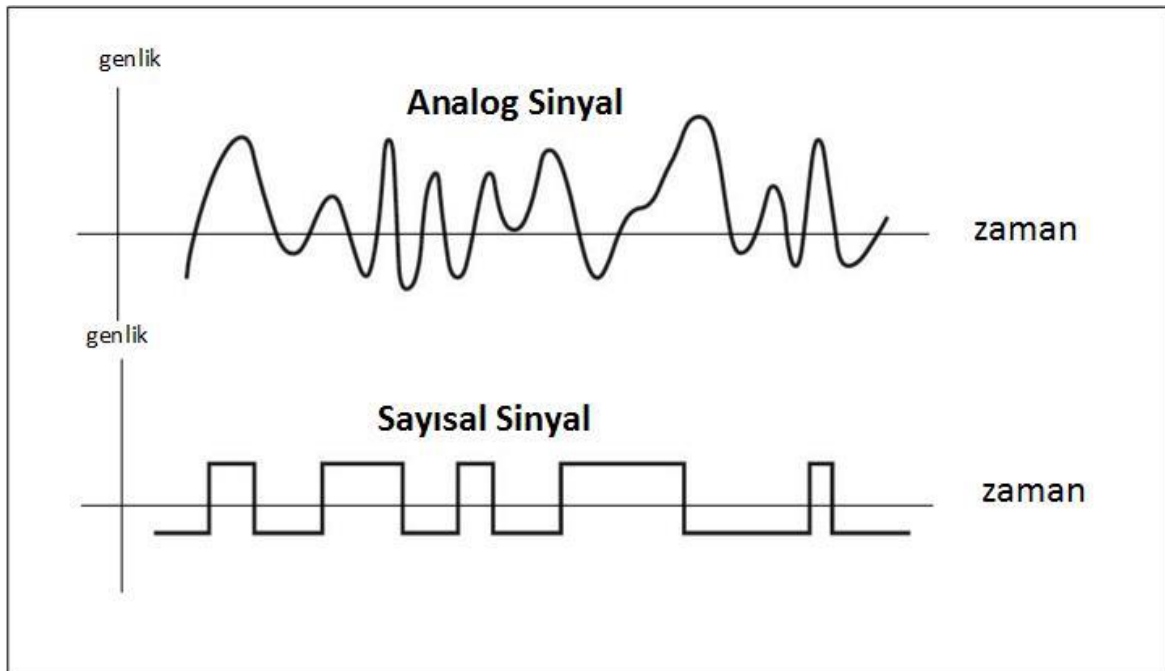 genlik
Analog Sinyal
zaman
genlik
Sayısal Sinyal
zaman